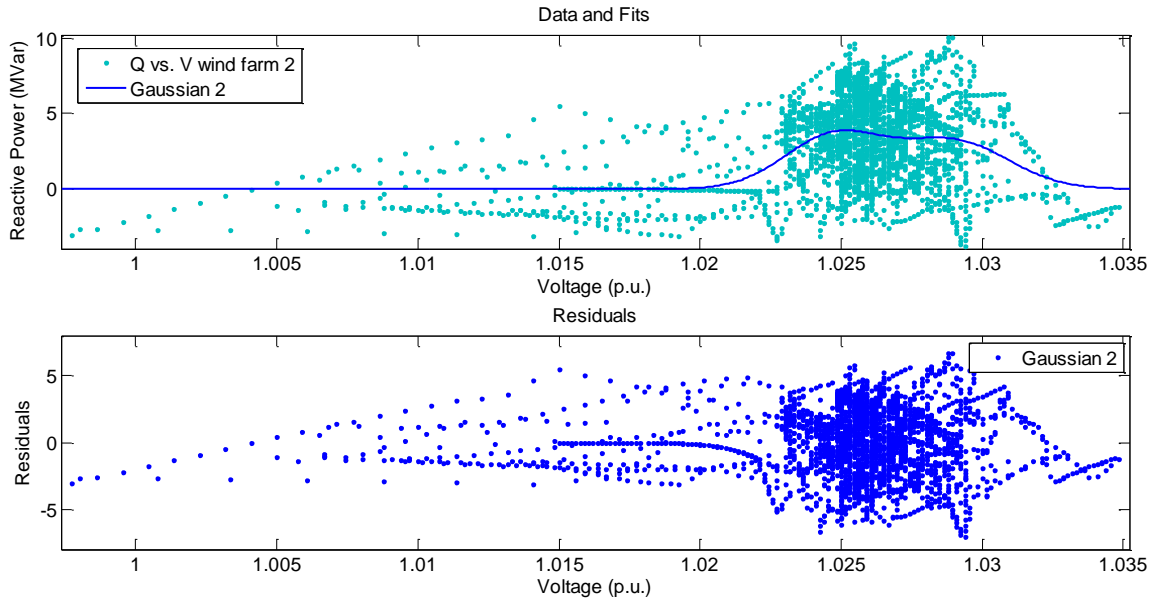 Data and Fits
10
5
0
Reactive Power (MVar)
Q vs. V wind farm 2
Gaussian 2
1
1.005
1.01
1.015
1.02
1.025
1.03
1.035
Voltage (p.u.)
Residuals
5
0
-5
Residuals
Gaussian 2
1
1.005
1.01
1.015
1.02
1.025
1.03
1.035
Voltage (p.u.)